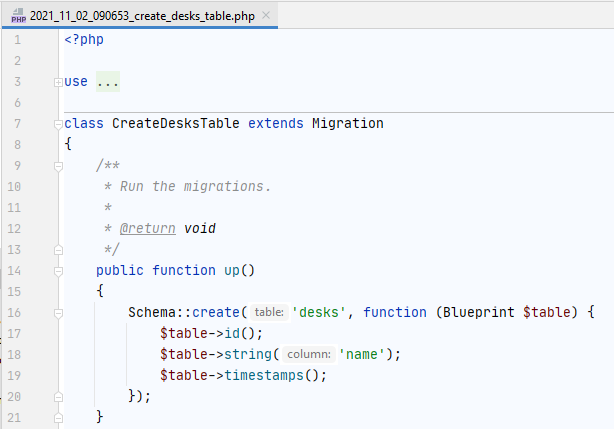 2021_11_02_090653_create_desks_table.php
1 <?php
2
3 use ...
6
7 class CreateDesksTable extends Migration
8 {
9 /**
10 * Run the migrations.
11 *
12 * @return void
13 */
14 public function up()
15 {
16 Schema::create( table: 'desks', function (Blueprint $table) {
17 $table->id();
18 $table->string( column: 'name');
19 $table->timestamps();
20 });
21 }